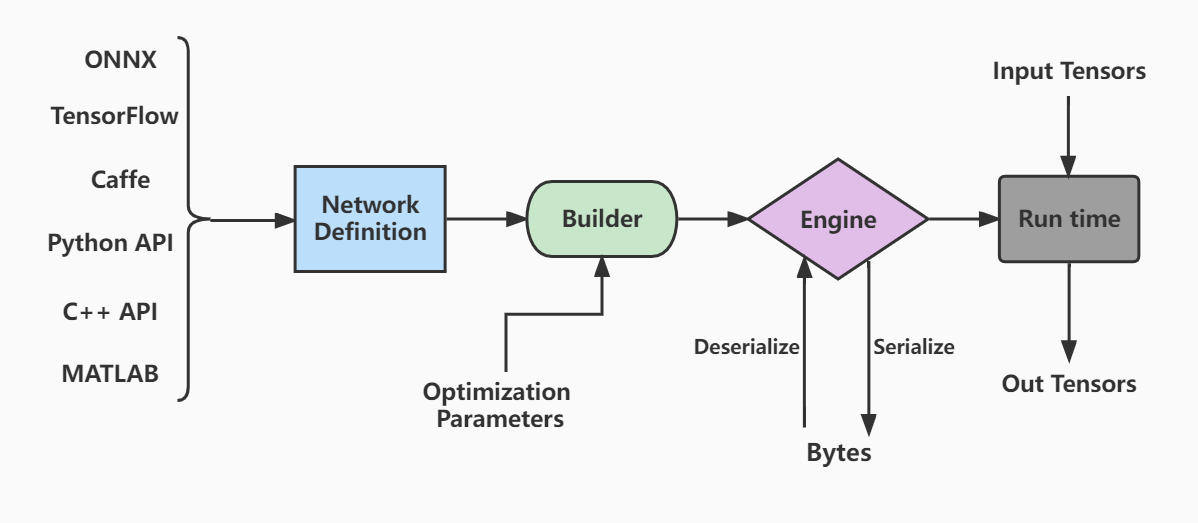 ONNX
TensorFlow
Caffe
Python API
C++ API
MATLAB
Network
Definition
Builder
Optimization
Parameters
Engine
Deserialize
Serialize
Bytes
Input Tensors
Run time
Out Tensors